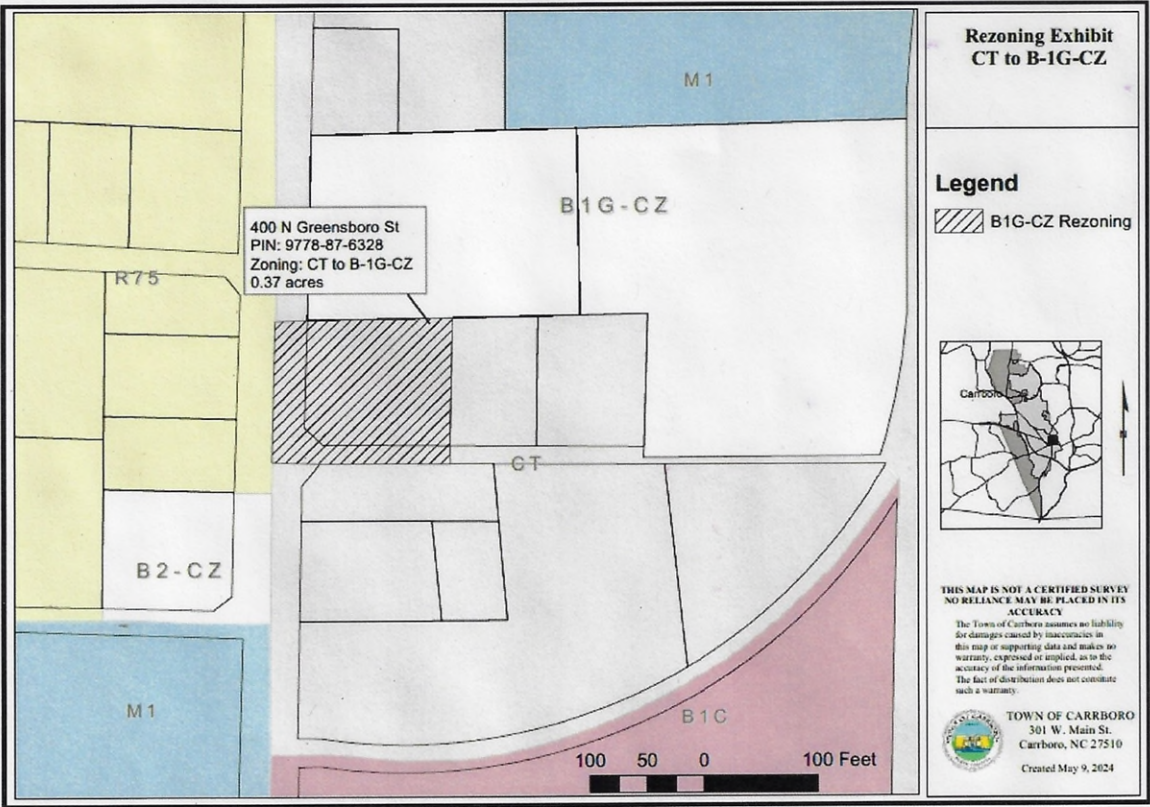 M1
B1G-CZ
400 N Greensboro St
PIN: 9778-87-6328
Zoning: CT to B-1G-CZ
0.37 acres
R75
CT
B2-CZ
M1
B1C
100 50 0 100 Feet
Rezoning Exhibit
CT to B-1G-CZ
Legend
B1G-CZ Rezoning
Carrboro
N
THIS MAP IS NOT A CERTIFIED SURVEY
NO RELIANCE MAY BE PLACED IN ITS
ACCURACY
The Town of Carrboro assumes no liability
for damages caused by inaccuracies in
this map or supporting data and makes no
warranty, expressed or implied, as to the
accuracy of the information presented.
The fact of distribution does not constitute
such a warranty.
TOWN OF CARRBORO
301 W. Main St.
Carrboro, NC 27510
Created May 9, 2024